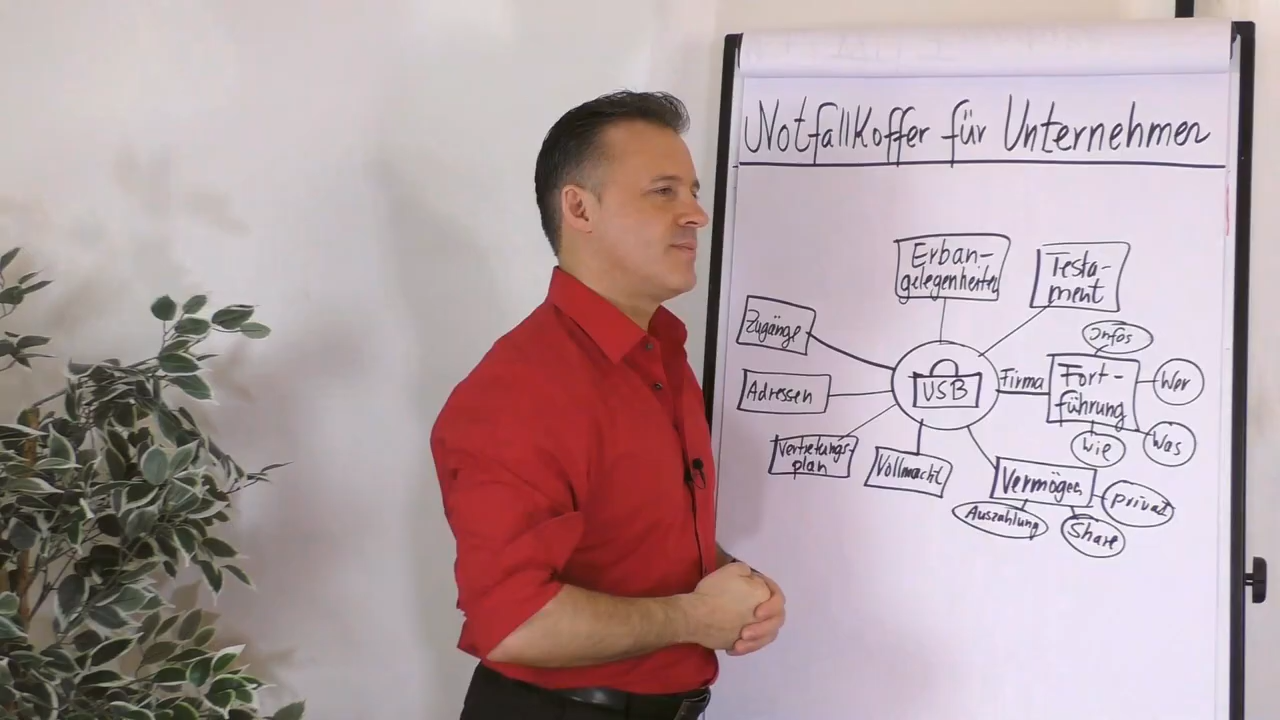 Notfallkoffer für Unternehmen
Erban-
gelegenheiten
Testa-
ment
Zugänge
Infos
Adressen
USB
Firma
Fort-
führung
Wer
Wie
Was
Vertretungs-
plan
Vollmacht
Vermögen
privat
Auszahlung
Share